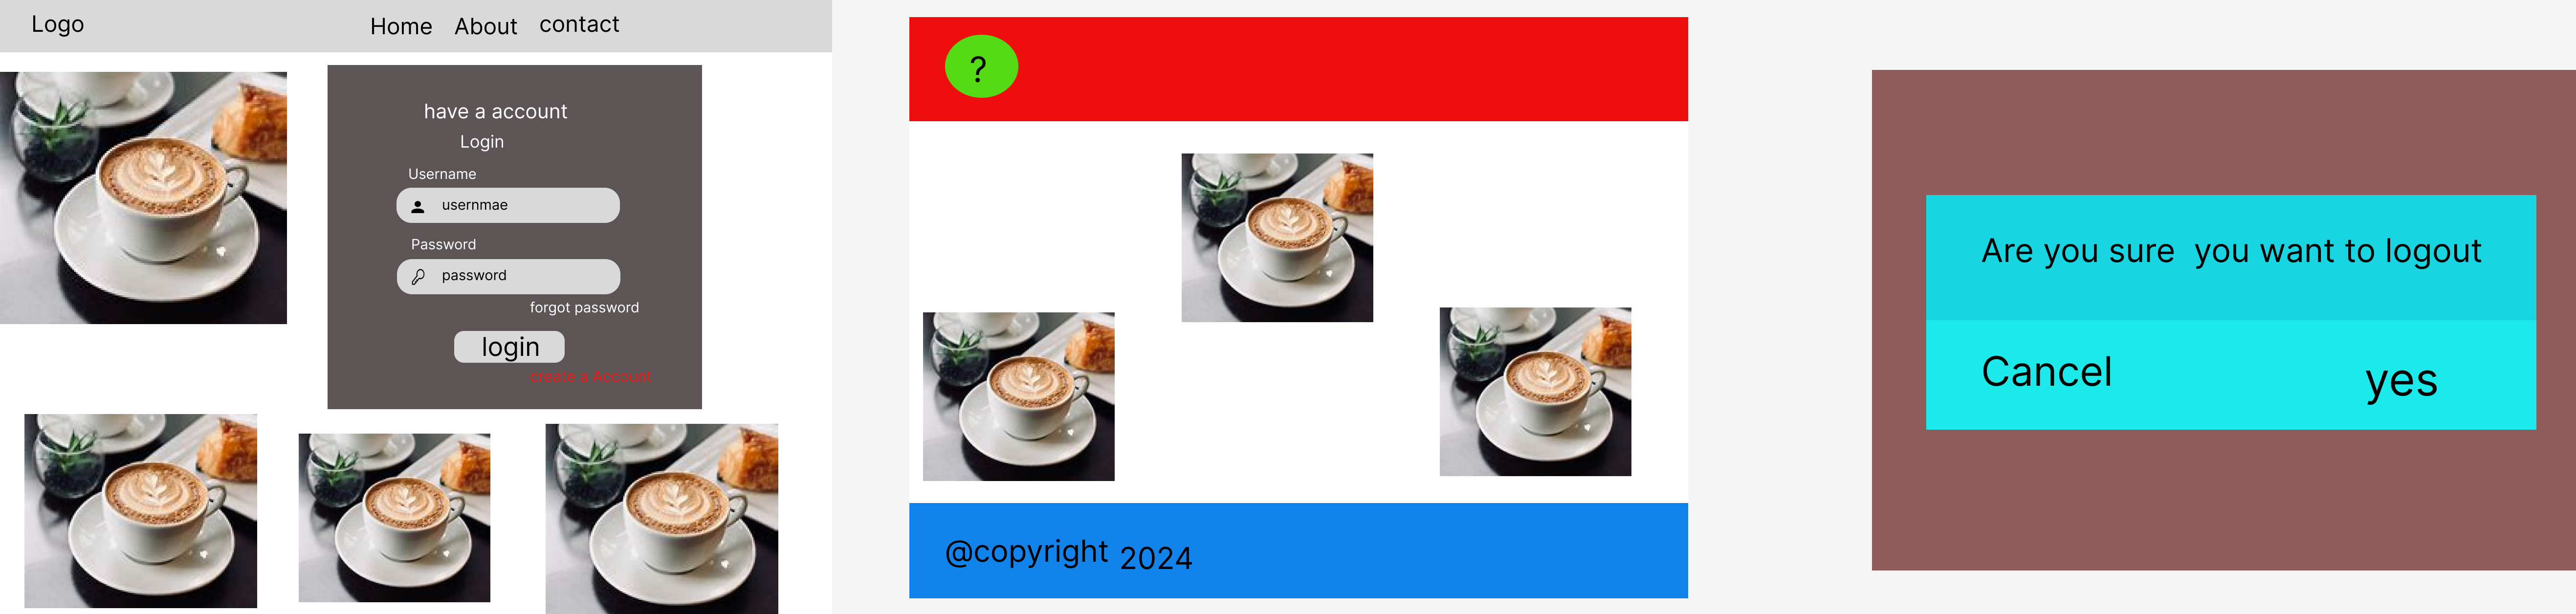 Logo
Home About contact
have a account
Login
Username
usernmae
Password
password
forgot password
login
create a Account
?
@copyright 2024
Are you sure you want to logout
Cancel yes